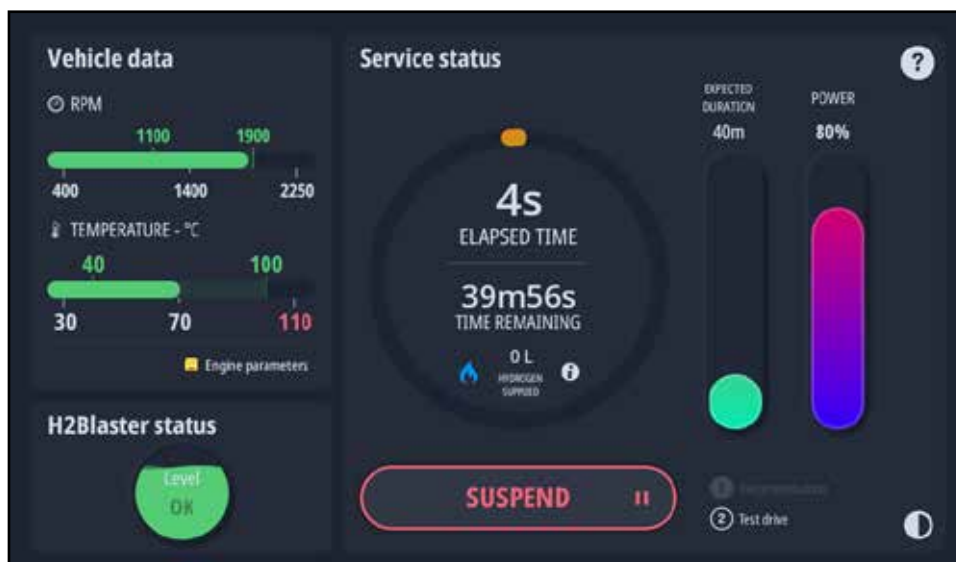 Vehicle data
RPM
1100 1900
400 1400 2250
TEMPERATURE - °C
40 100
30 70 110
Engine parameters
H2Blaster status
Level
OK
Service status
?
4s
ELAPSED TIME
39m56s
TIME REMAINING
0 L
HYDROGEN
SUPPLIED
i
SUSPEND
EXPECTED
DURATION
40m
POWER
80%
2 Test drive